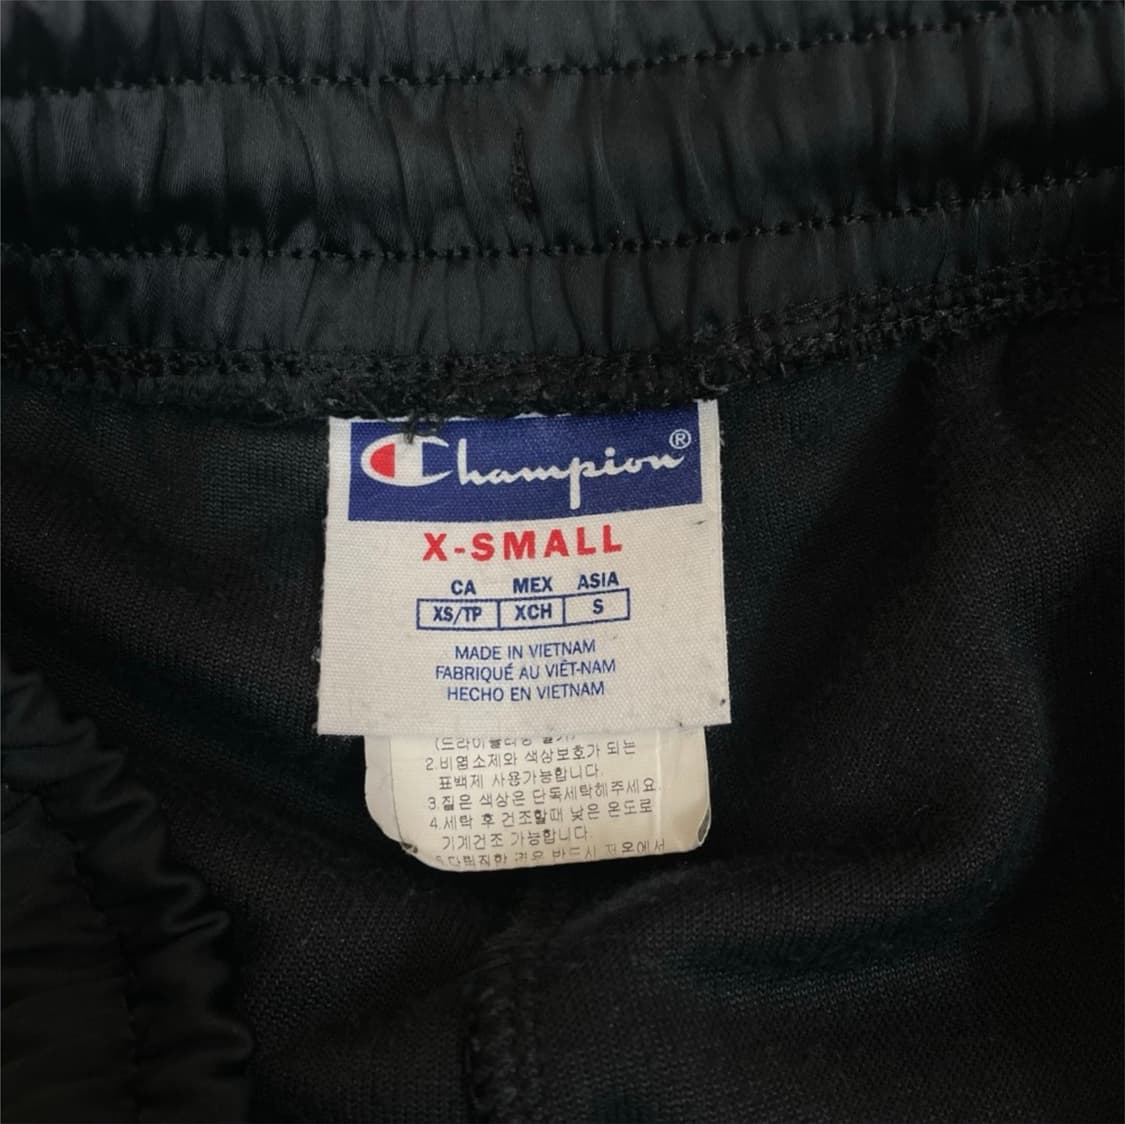 Champion®
X-SMALL
CA MEX ASIA
XS/TP XCH S
MADE IN VIETNAM
FABRIQUÉ AU VIÊT-NAM
HECHO EN VIETNAM
2.비염소제와 색상보호가 되는
표백제 사용가능합니다.
3.짙은 색상은 단독세탁해주세요.
4.세탁 후 건조할때 낮은 온도로
기계건조 가능합니다.